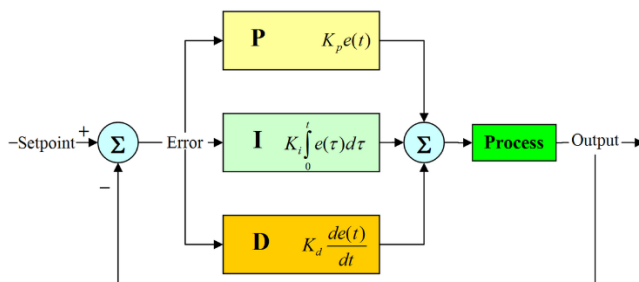 P K_p e(t)
−Setpoint + Σ Error I K_i ∫_0^t e(τ)dτ Σ Process Output
−
D K_d de(t)/dt